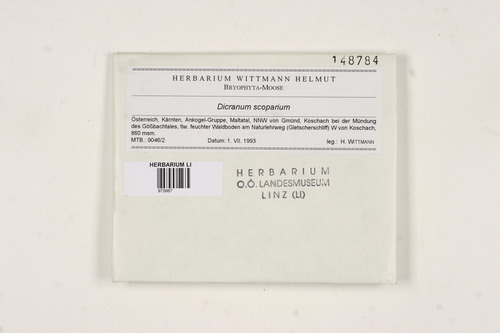 148784
HERBARIUM WITTMANN HELMUT
BRYOPHYTA-MOOSE
Dicranum scoparium
Österreich, Kärnten, Ankogel-Gruppe, Maltatal, NNW von Gmünd, Koschach bei der Mündung
des Gößbachtales, tlw. feuchter Waldboden am Naturlehrweg (Gletscherschliff) W von Koschach,
860 msm.
MTB.: 9046/2 Datum: 1. VII. 1993 leg.: H. WITTMANN
HERBARIUM LI
970667
HERBARIUM
O.Ö. LANDESMUSEUM
LINZ (LI)